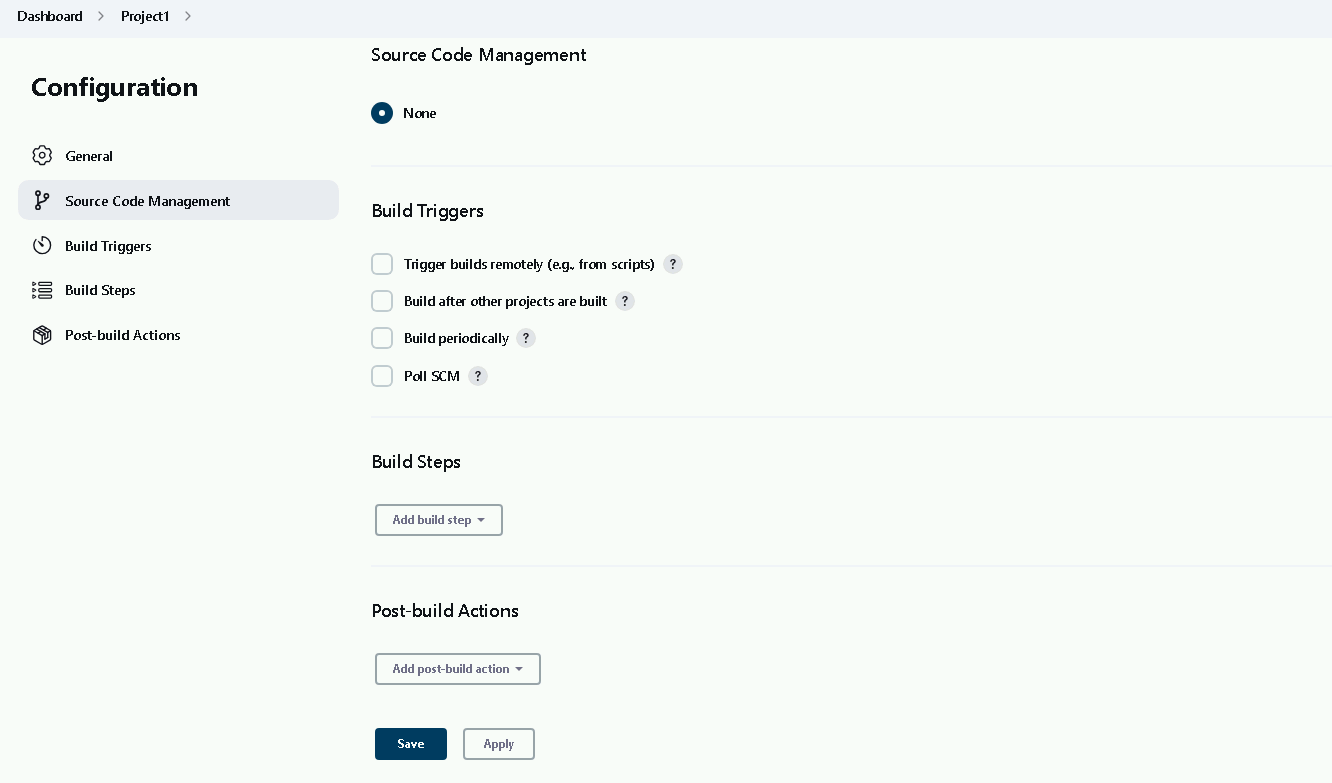 Dashboard > Project1 >
Configuration
General
Source Code Management
Build Triggers
Build Steps
Post-build Actions
Source Code Management
None
Build Triggers
Trigger builds remotely (e.g., from scripts) ?
Build after other projects are built ?
Build periodically ?
Poll SCM ?
Build Steps
Add build step
Post-build Actions
Add post-build action
Save Apply